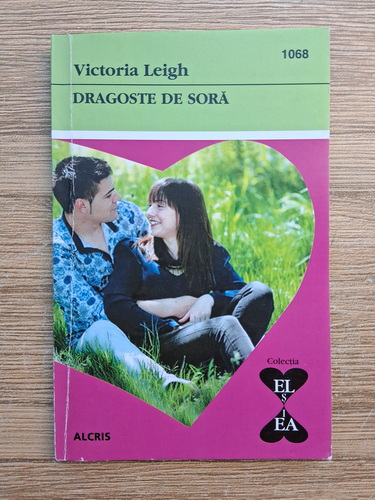 1068
Victoria Leigh
DRAGOSTE DE SORĂ
Colecția
EL
ȘI
EA
ALCRIS